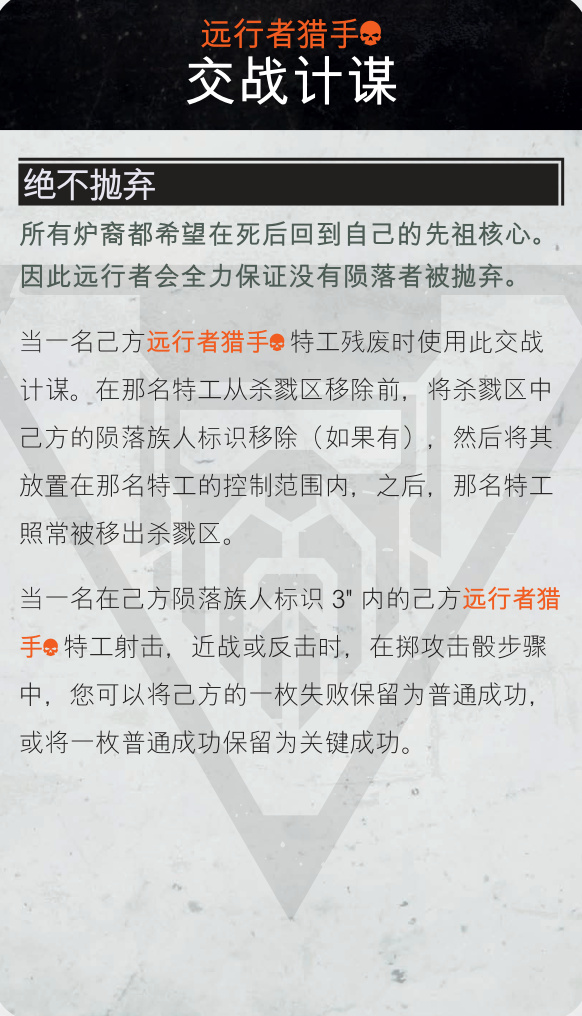 远行者猎手
交战计谋
绝不抛弃
所有炉裔都希望在死后回到自己的先祖核心。
因此远行者会全力保证没有陨落者被抛弃。
当一名己方远行者猎手特工残废时使用此交战
计谋。在那名特工从杀戮区移除前，将杀戮区中
己方的陨落族人标识移除（如果有），然后将其
放置在那名特工的控制范围内，之后，那名特工
照常被移出杀戮区。
当一名在己方陨落族人标识 3" 内的己方远行者猎
手特工射击，近战或反击时，在掷攻击骰步骤
中，您可以将己方的一枚失败保留为普通成功，
或将一枚普通成功保留为关键成功。